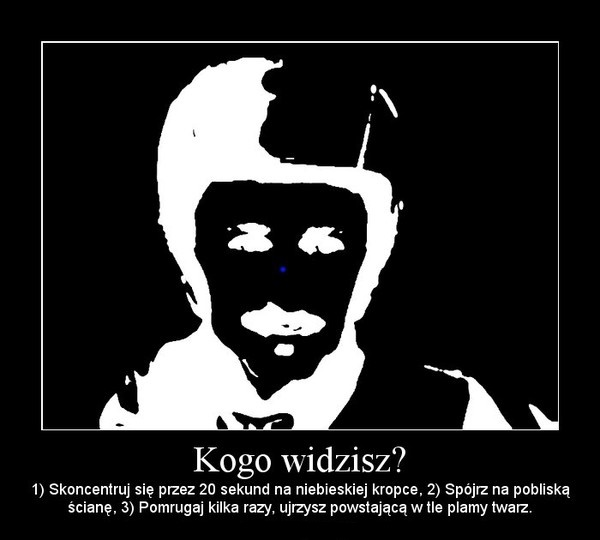 Kogo widzisz?
1) Skoncentruj się przez 20 sekund na niebieskiej kropce, 2) Spójrz na pobliską
ścianę, 3) Pomrugaj kilka razy, ujrzysz powstającą w tle plamy twarz.